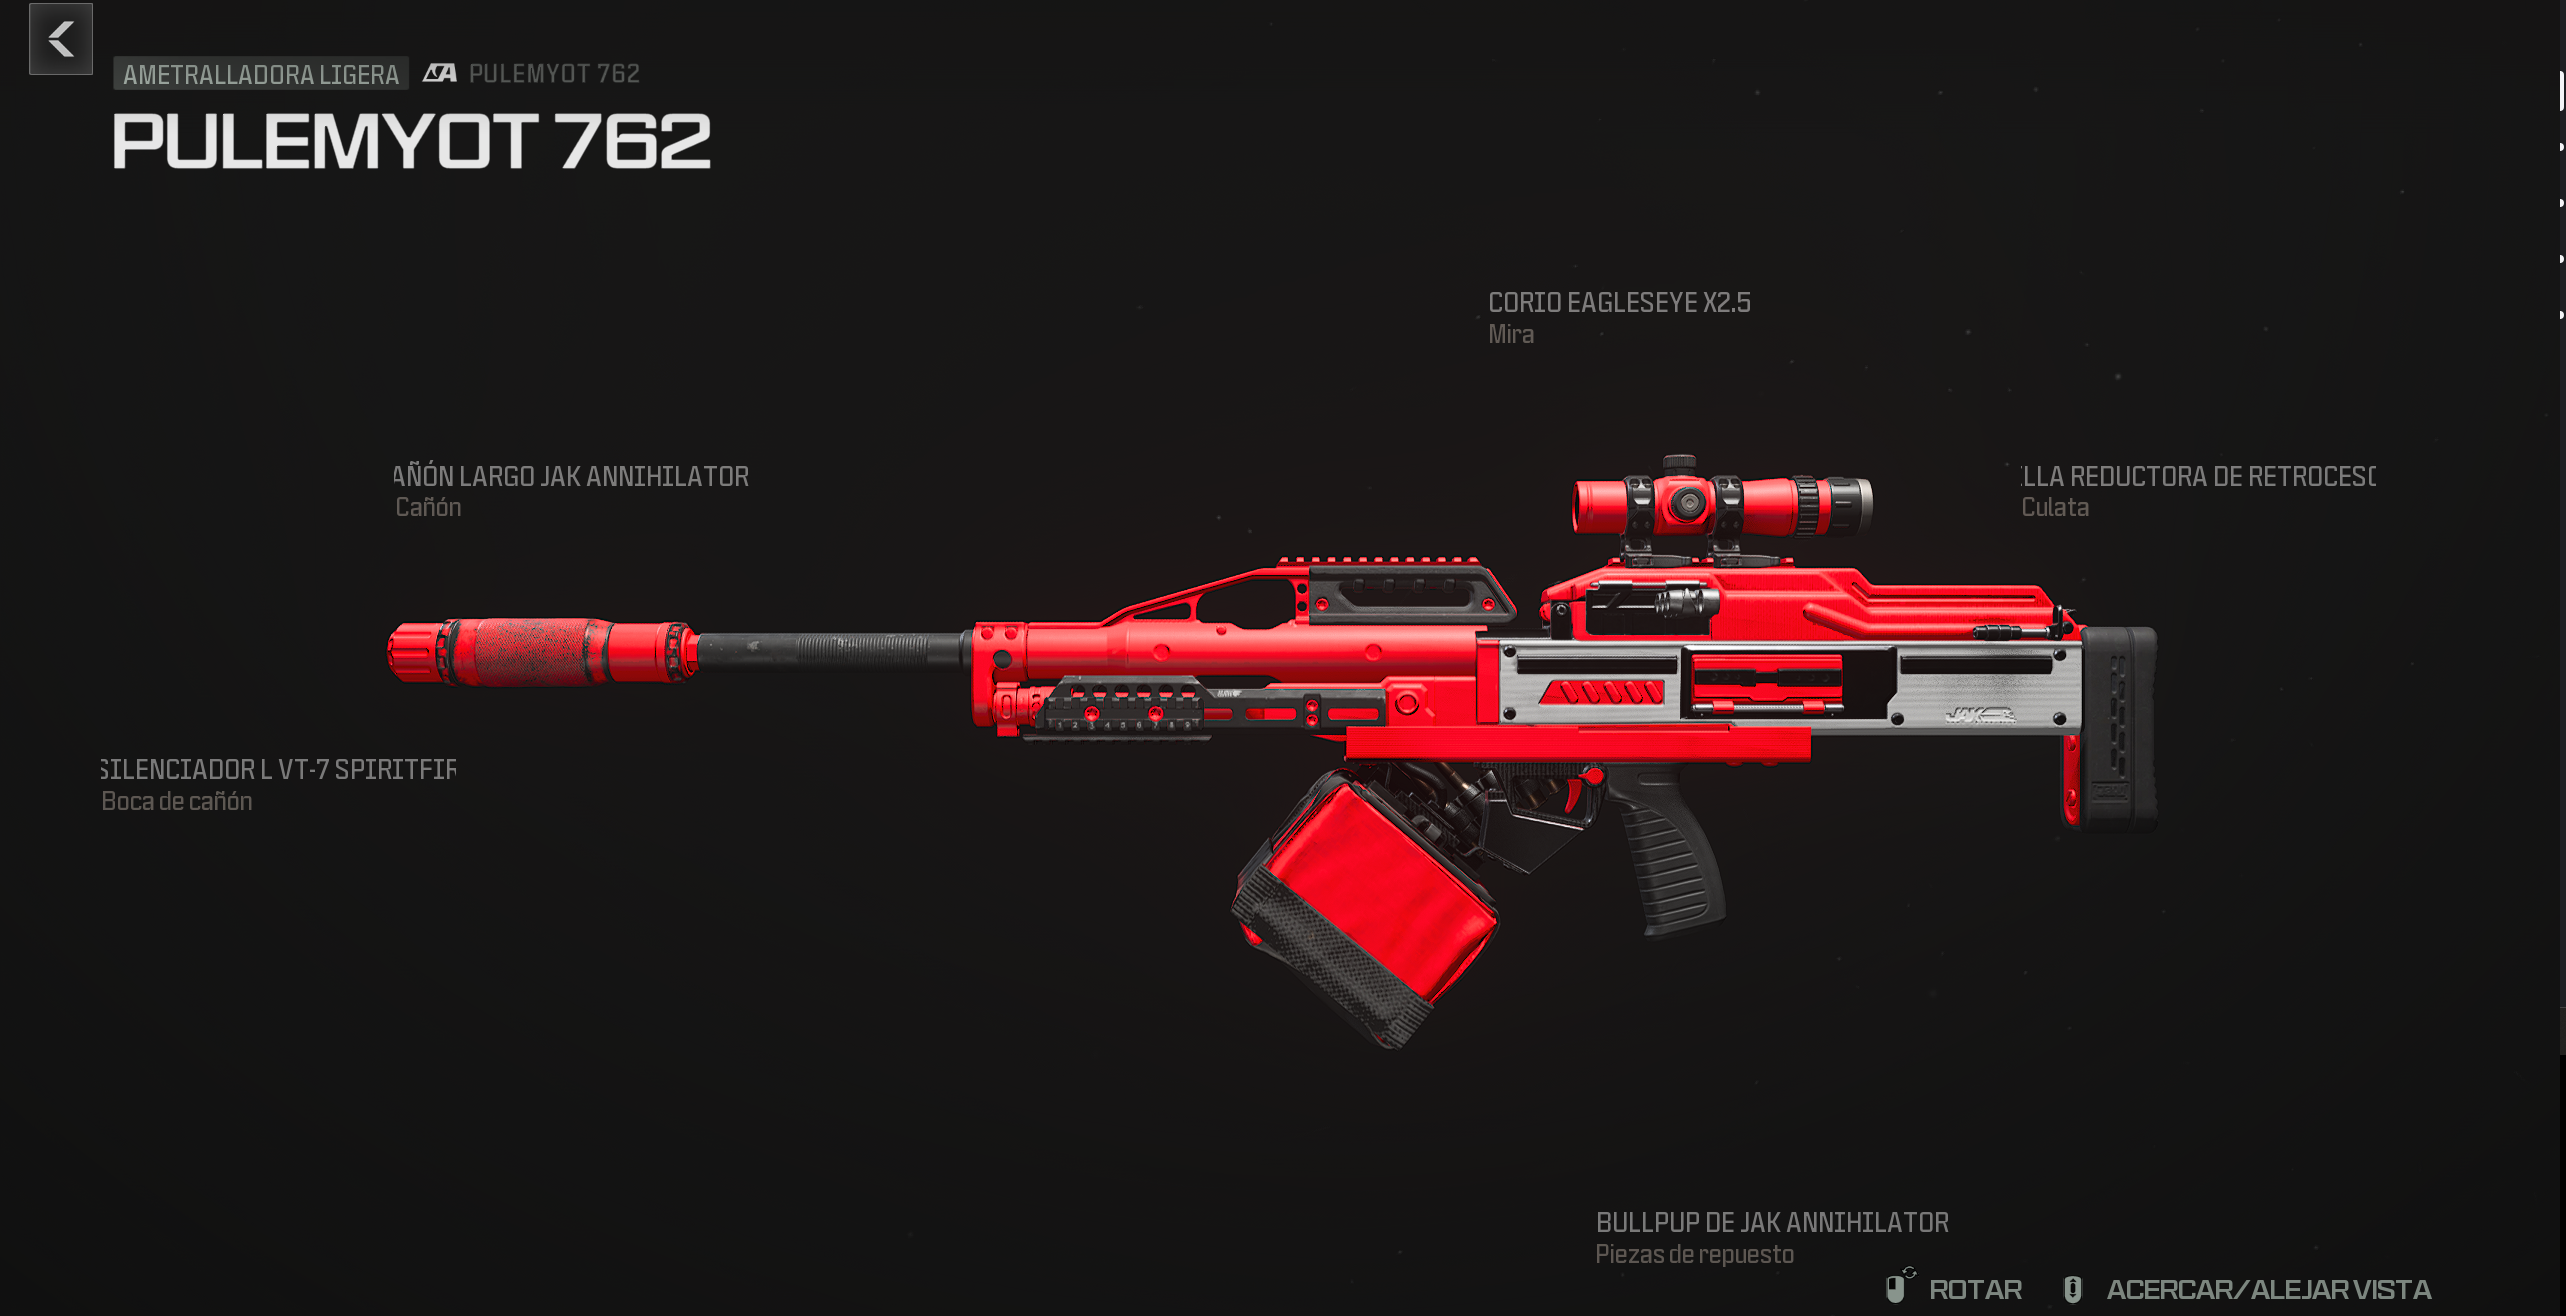 AMETRALLADORA LIGERA PULEMYOT 762
PULEMYOT 762
CORIO EAGLESEYE X2.5
Mira
AÑÓN LARGO JAK ANNIHILATOR
Cañón
LLA REDUCTORA DE RETROCESO
Culata
SILENCIADOR L VT-7 SPIRITFIR
Boca de cañón
JAK
BULLPUP DE JAK ANNIHILATOR
Piezas de repuesto
ROTAR ACERCAR/ALEJAR VISTA